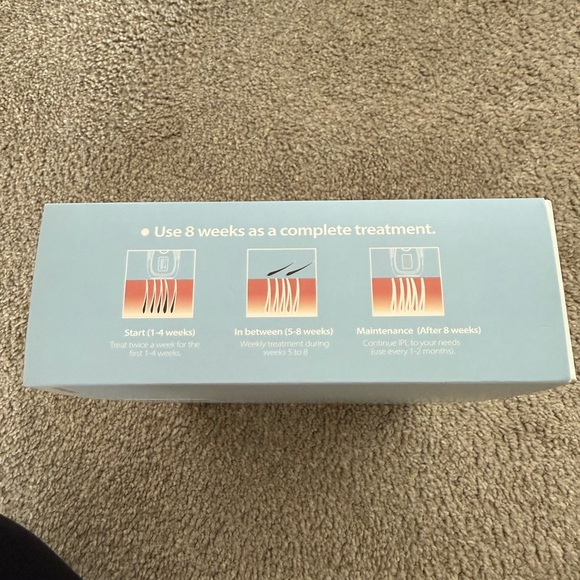 ● Use 8 weeks as a complete treatment.
Start (1-4 weeks)
Treat twice a week for the
first 1-4 weeks.
In between (5-8 weeks)
Weekly treatment during
weeks 5 to 8
Maintenance (After 8 weeks)
Continue IPL to your needs
(use every 1-2 months).